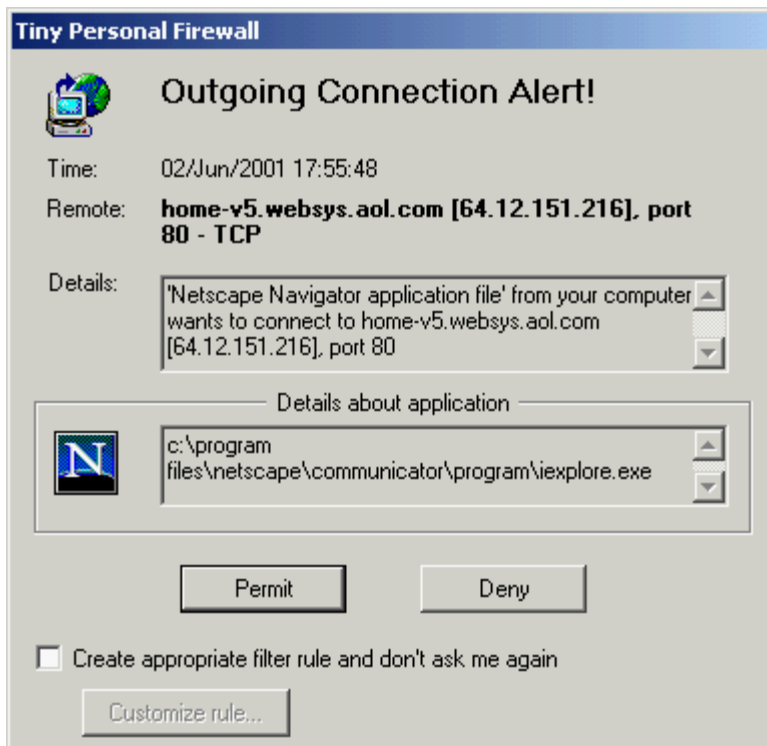 Tiny Personal Firewall
Outgoing Connection Alert!
Time: 02/Jun/2001 17:55:48
Remote: home-v5.websys.aol.com [64.12.151.216], port
80 - TCP
Details: 'Netscape Navigator application file' from your computer
wants to connect to home-v5.websys.aol.com
[64.12.151.216], port 80
Details about application
N
c:\program
files\netscape\communicator\program\iexplore.exe
Permit Deny
Create appropriate filter rule and don't ask me again
Customize rule...